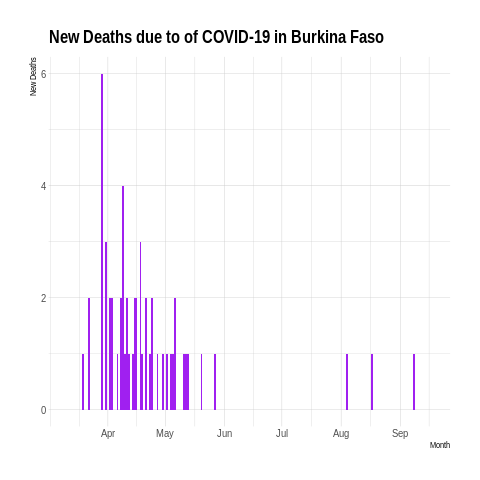 New Deaths due to of COVID-19 in Burkina Faso
New Deaths
6
4
2
0
Apr May Jun Jul Aug Sep
Month